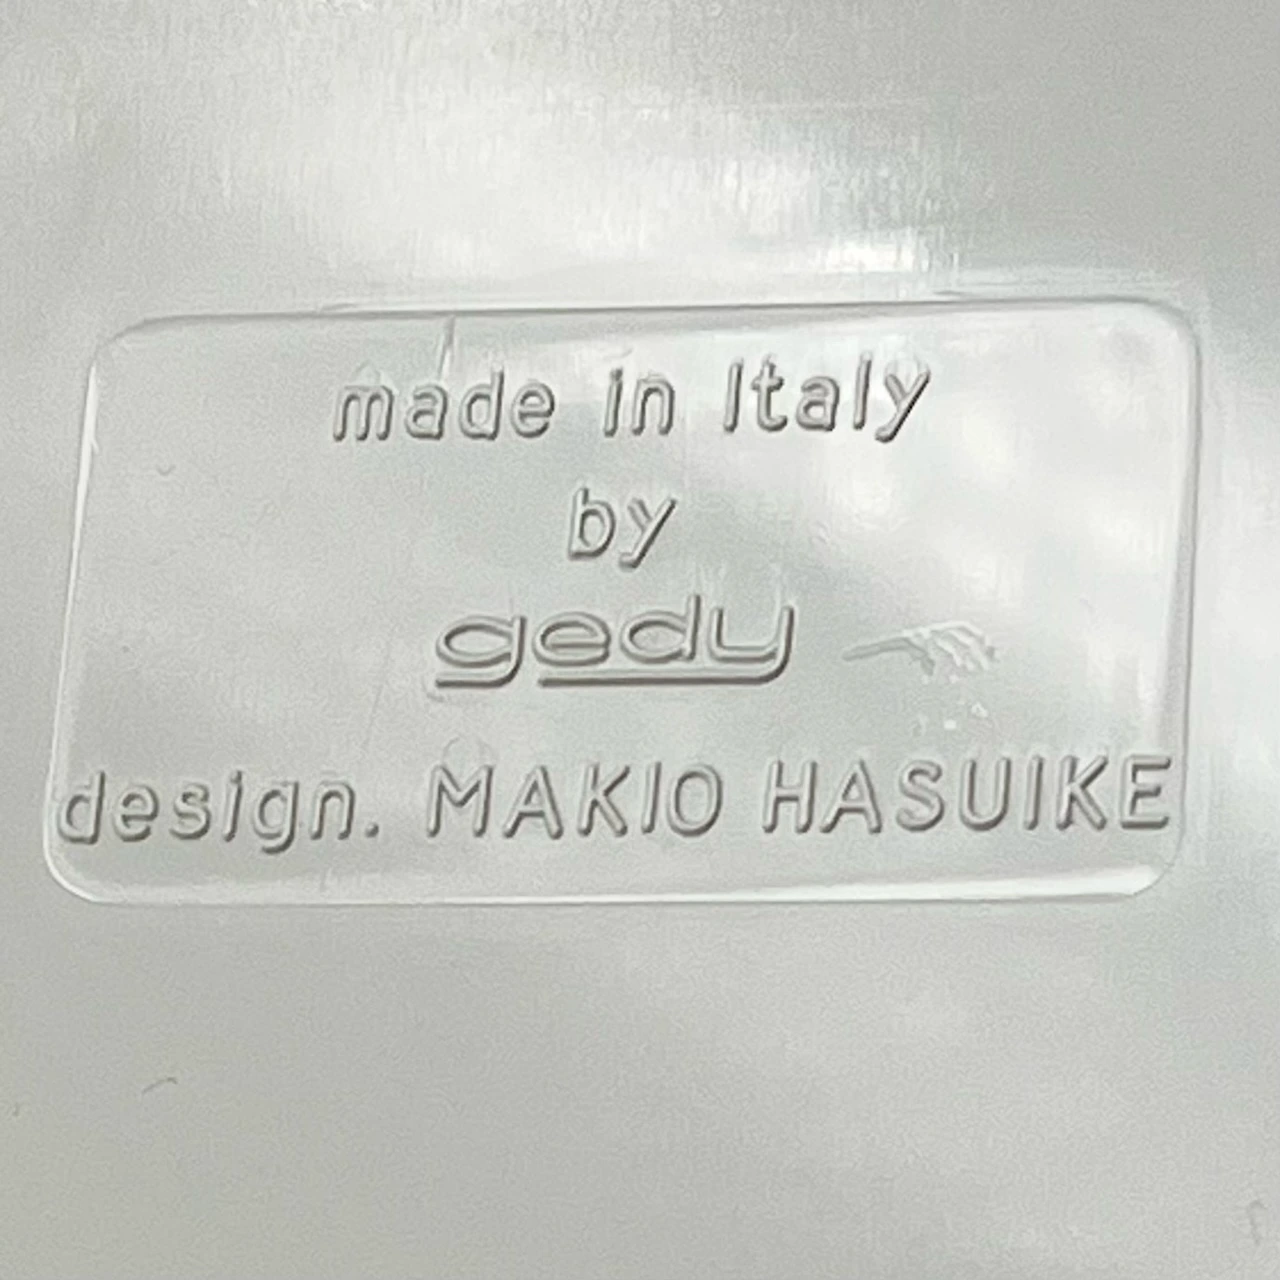 made in Italy
by
gedy
design. MAKIO HASUIKE